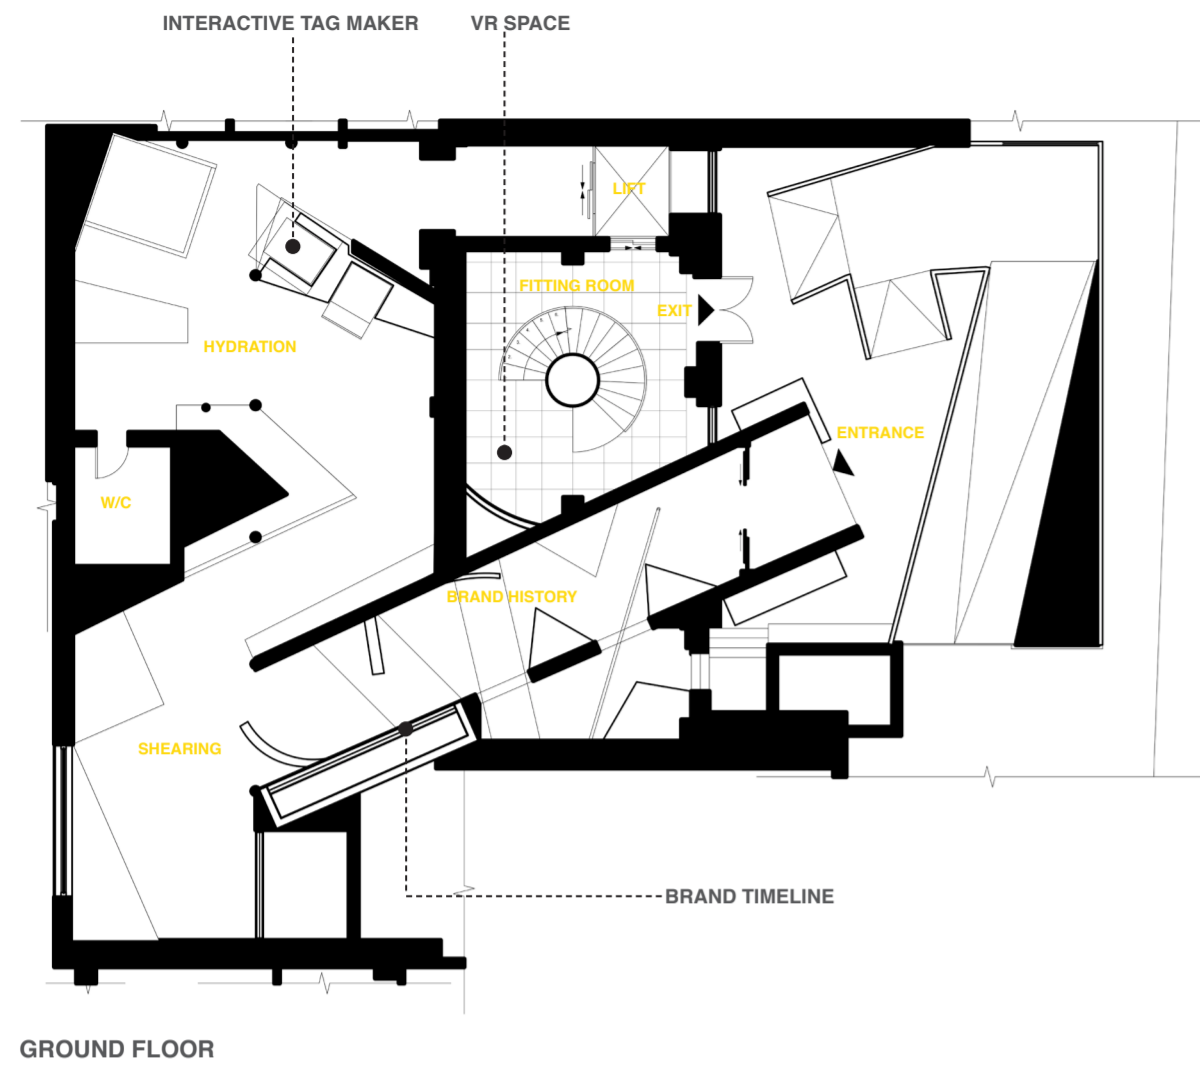 INTERACTIVE TAG MAKER
VR SPACE
LIFT
FITTING ROOM
EXIT
HYDRATION
ENTRANCE
W/C
BRAND HISTORY
SHEARING
BRAND TIMELINE
GROUND FLOOR